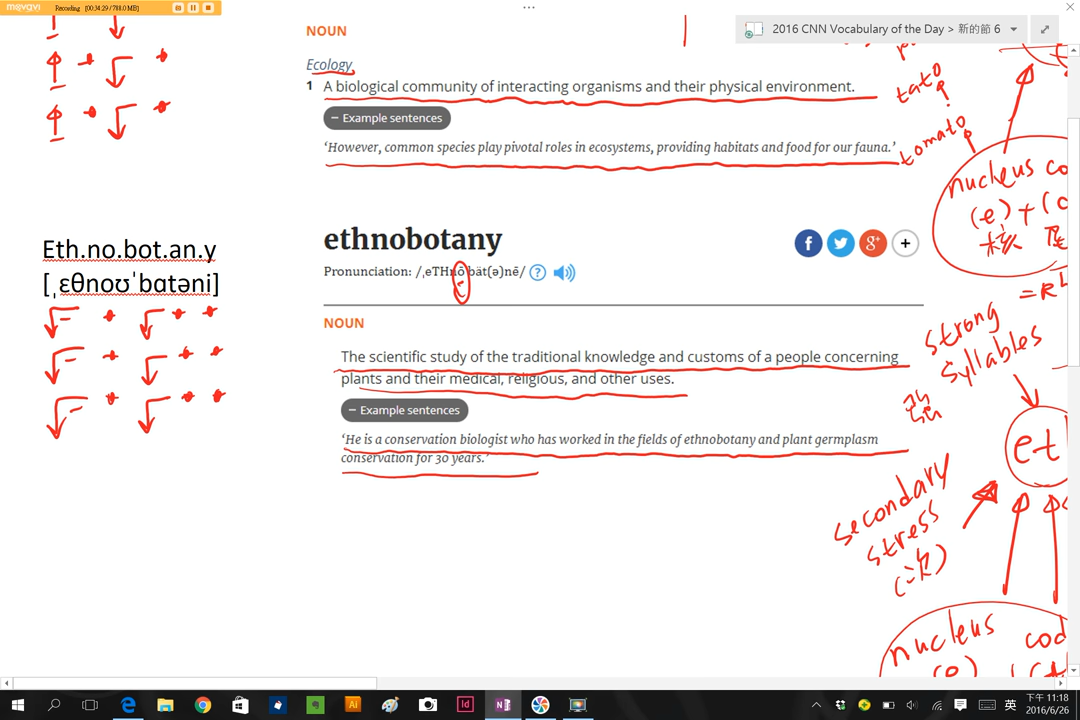 movavi
Recording [00:34:29 / 788.0 MB]
2016 CNN Vocabulary of the Day > 新的節 6
NOUN
Ecology
1 A biological community of interacting organisms and their physical environment.
− Example sentences
‘However, common species play pivotal roles in ecosystems, providing habitats and food for our fauna.’
ethnobotany
Pronunciation: /ˌeTHnōˈbät(ə)nē/
NOUN
The scientific study of the traditional knowledge and customs of a people concerning
plants and their medical, religious, and other uses.
− Example sentences
‘He is a conservation biologist who has worked in the fields of ethnobotany and plant germplasm
conservation for 30 years.’
Eth.no.bot.an.y
[ˌɛθnoʊˈbɑtəni]
tato
tomato
nucleus co
(e) + (c
核
strong
syllables
et
secondary
stress
(次)
nucleus cod
(e)
英
下午 11:18
2016/6/26